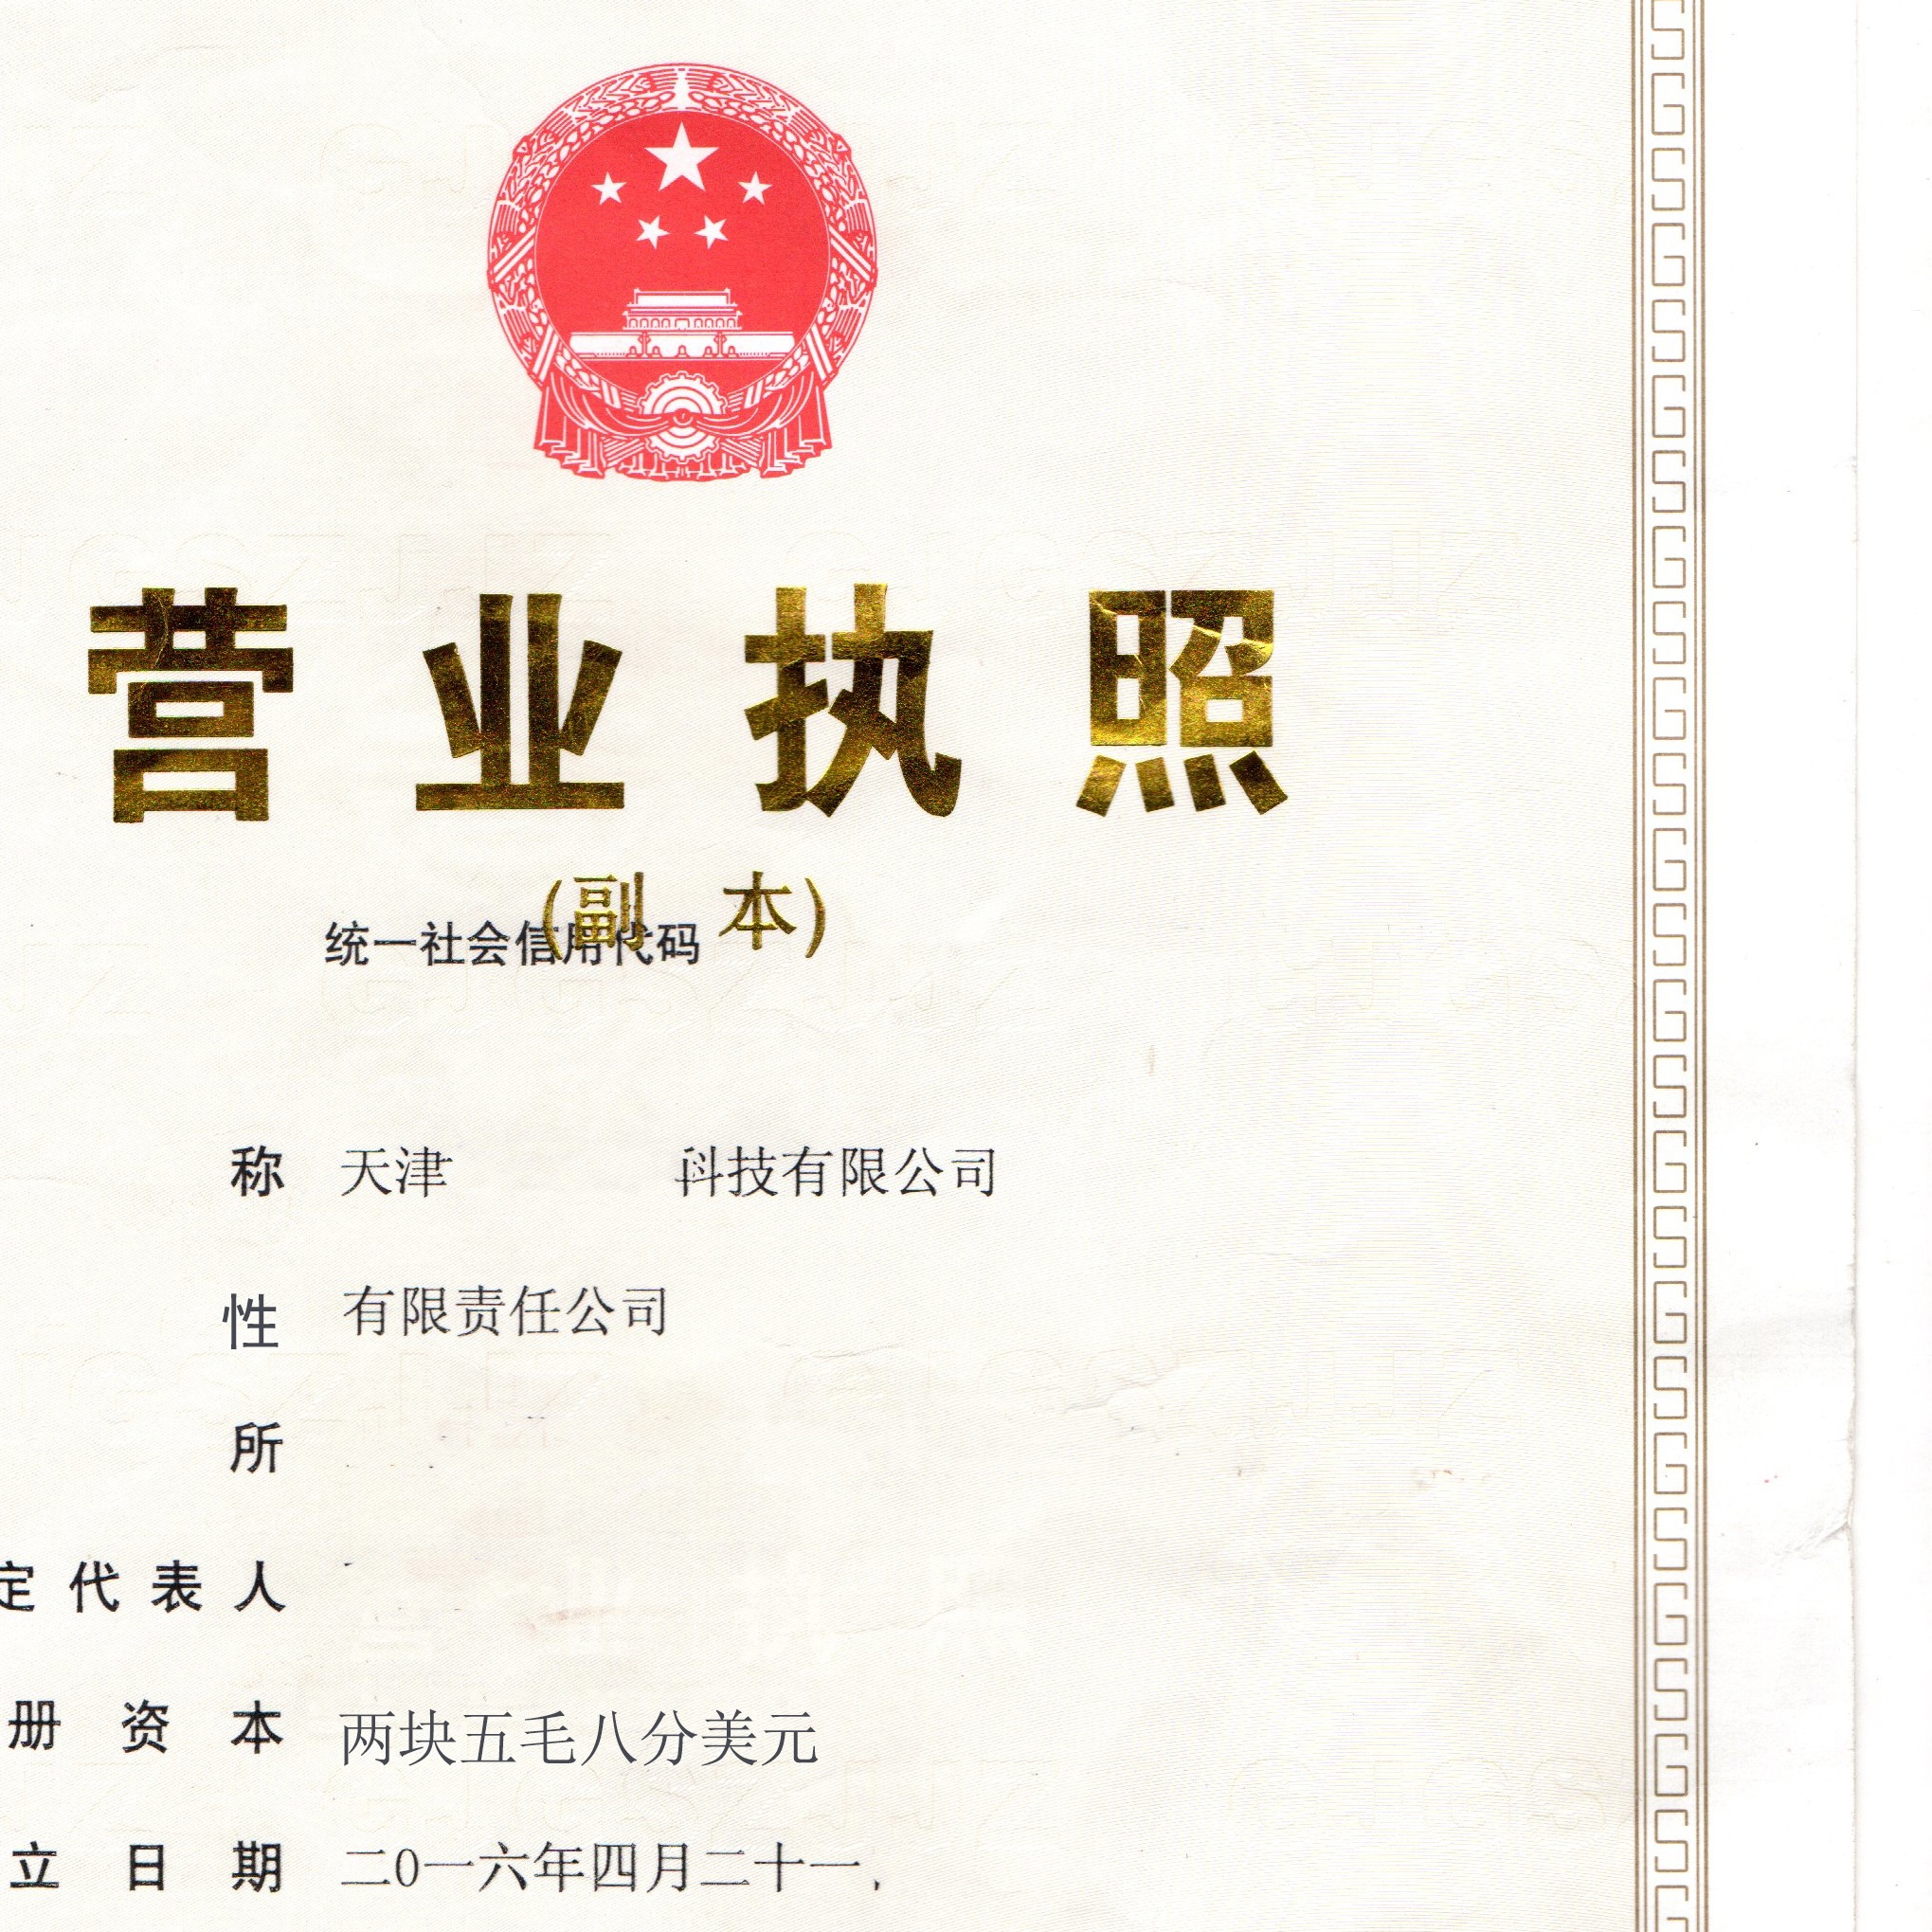 营业执照
(副 本)
统一社会信用代码
称 天津 科技有限公司
性 有限责任公司
所
定代表人
册资本 两块五毛八分美元
立日期 二0一六年四月二十一